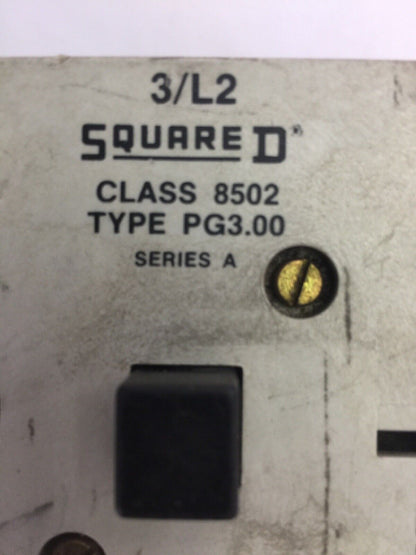 3/L2
SQUARE D®
CLASS 8502
TYPE PG3.00
SERIES A